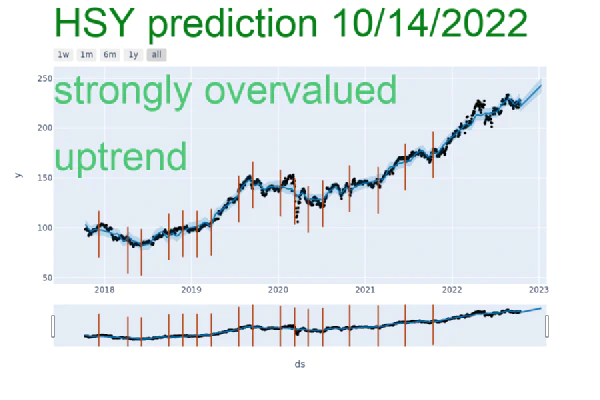 HSY prediction 10/14/2022
1w 1m 6m 1y all
250
strongly overvalued
200
uptrend
150
y
100
50
2018 2019 2020 2021 2022 2023
ds